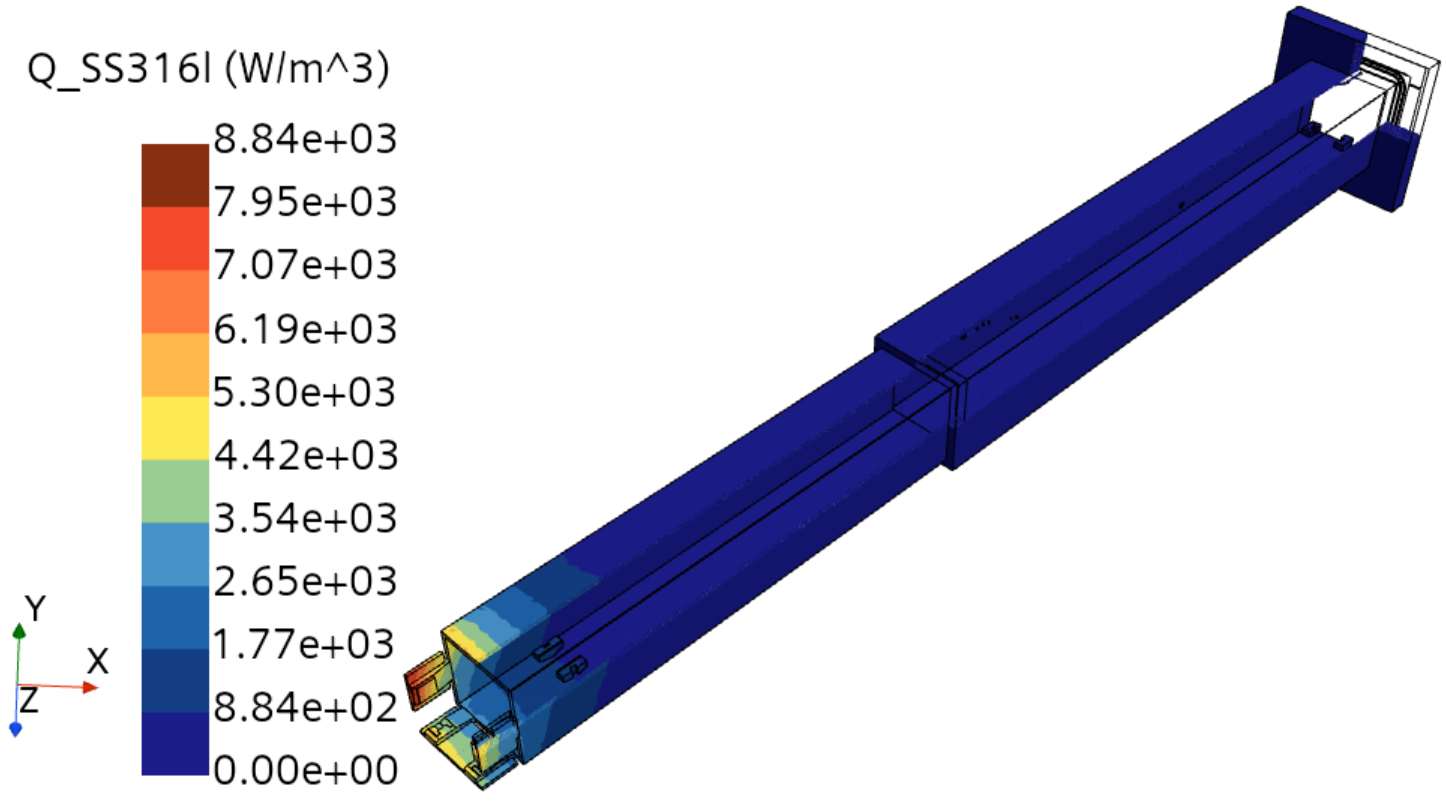 Q_SS316l (W/m^3)
8.84e+03
7.95e+03
7.07e+03
6.19e+03
5.30e+03
4.42e+03
3.54e+03
2.65e+03
1.77e+03
8.84e+02
0.00e+00
Y
X
Z